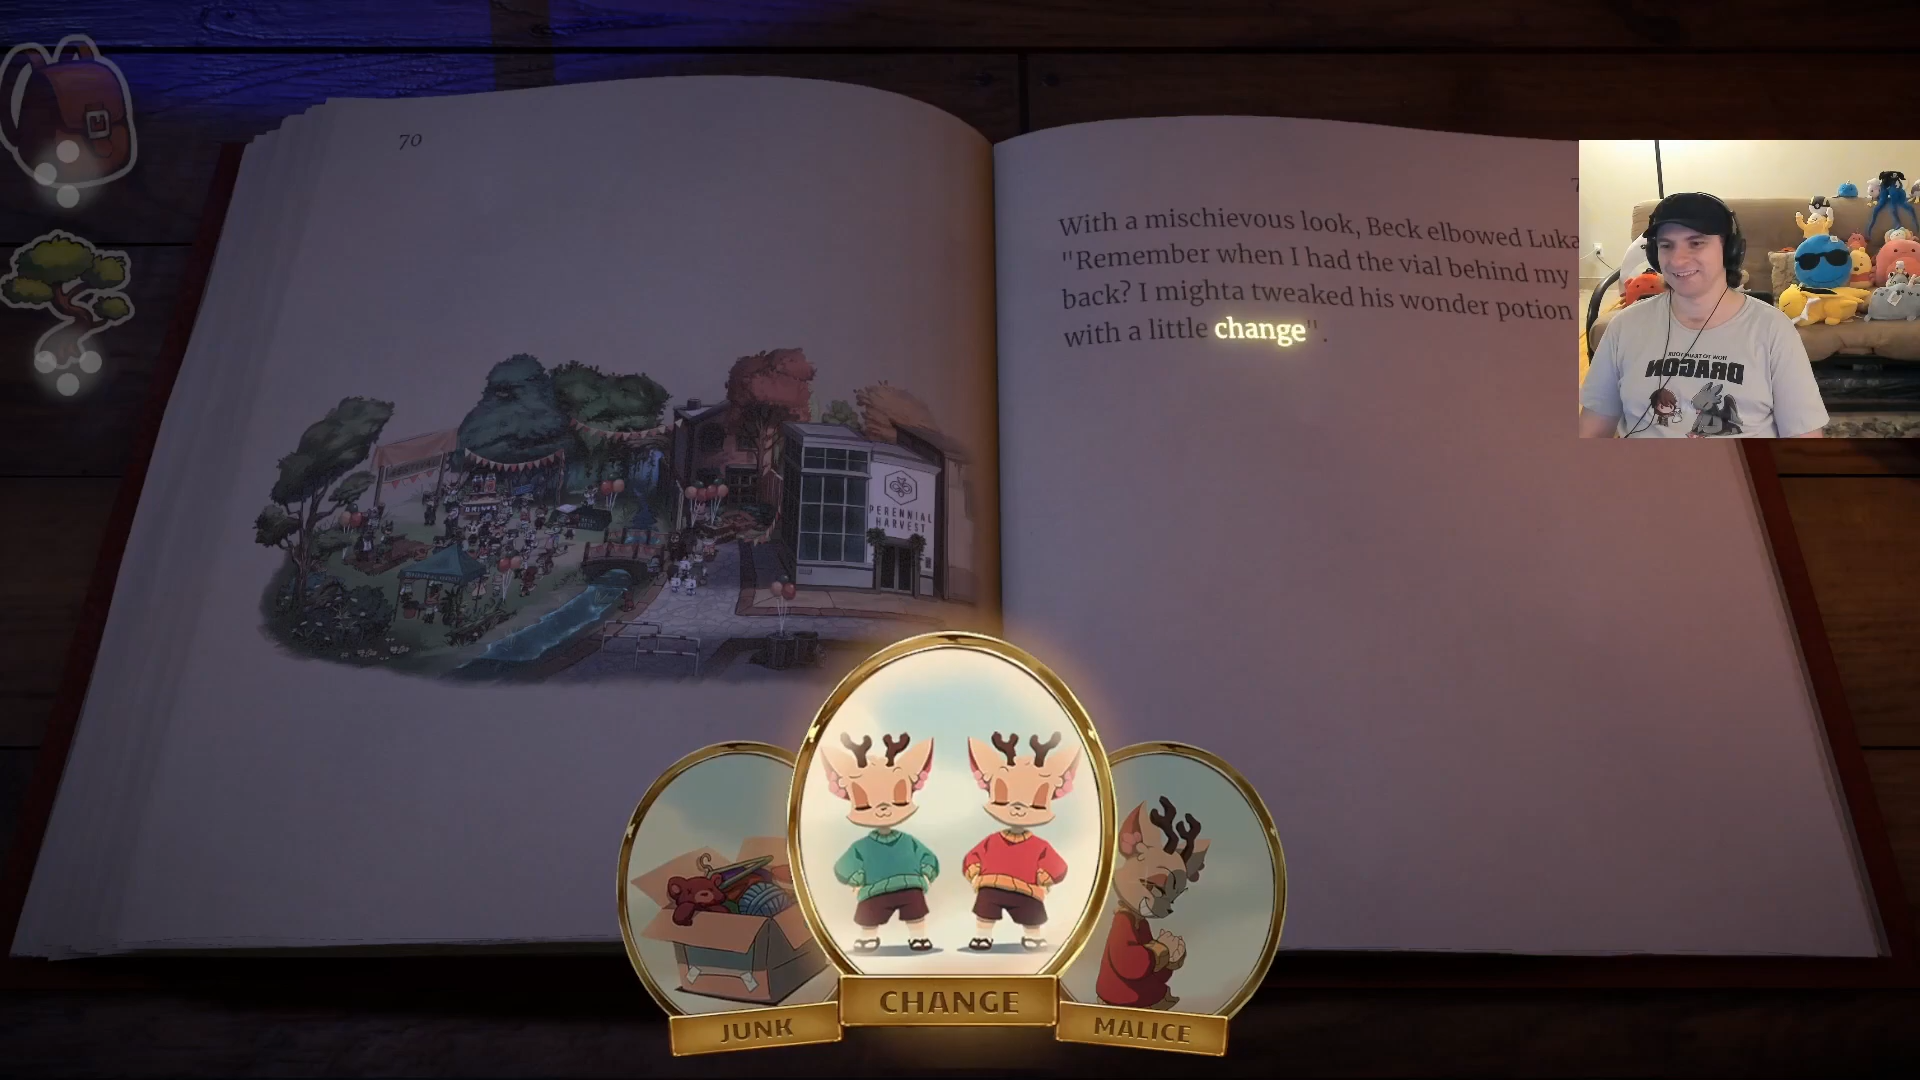 70
With a mischievous look, Beck elbowed Luka
"Remember when I had the vial behind my
back? I mighta tweaked his wonder potion
with a little change".
PERENNIAL
HARVEST
DRAGON
JUNK
CHANGE
MALICE